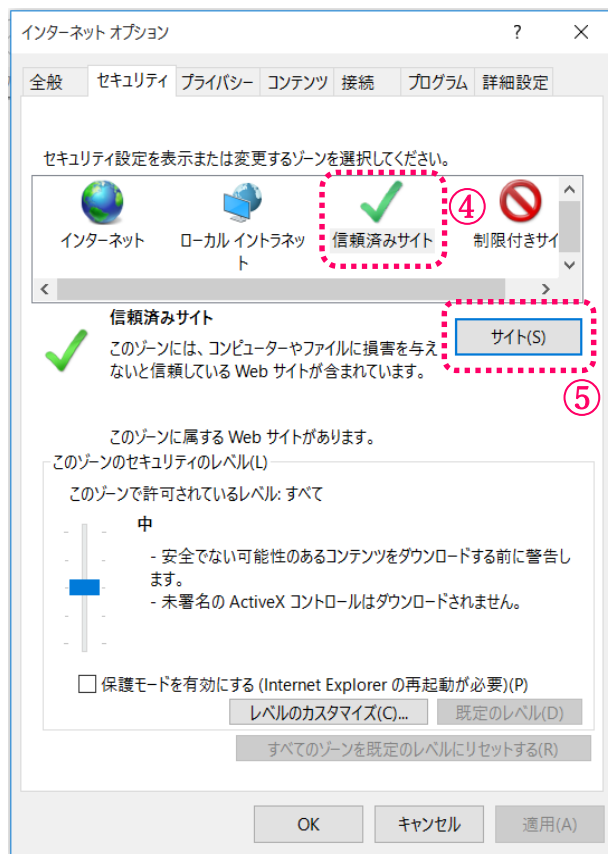 インターネット オプション ? ×
全般 セキュリティ プライバシー コンテンツ 接続 プログラム 詳細設定
セキュリティ設定を表示または変更するゾーンを選択してください。
④
インターネット
ローカル イントラネッ
ト
信頼済みサイト
制限付きサイ
信頼済みサイト
サイト(S)
このゾーンには、コンピューターやファイルに損害を与え
ないと信頼している Web サイトが含まれています。
⑤
このゾーンに属する Web サイトがあります。
このゾーンのセキュリティのレベル(L)
このゾーンで許可されているレベル: すべて
中
- 安全でない可能性のあるコンテンツをダウンロードする前に警告し
ます。
- 未署名の ActiveX コントロールはダウンロードされません。
保護モードを有効にする (Internet Explorer の再起動が必要)(P)
レベルのカスタマイズ(C)... 既定のレベル(D)
すべてのゾーンを既定のレベルにリセットする(R)
OK キャンセル 適用(A)